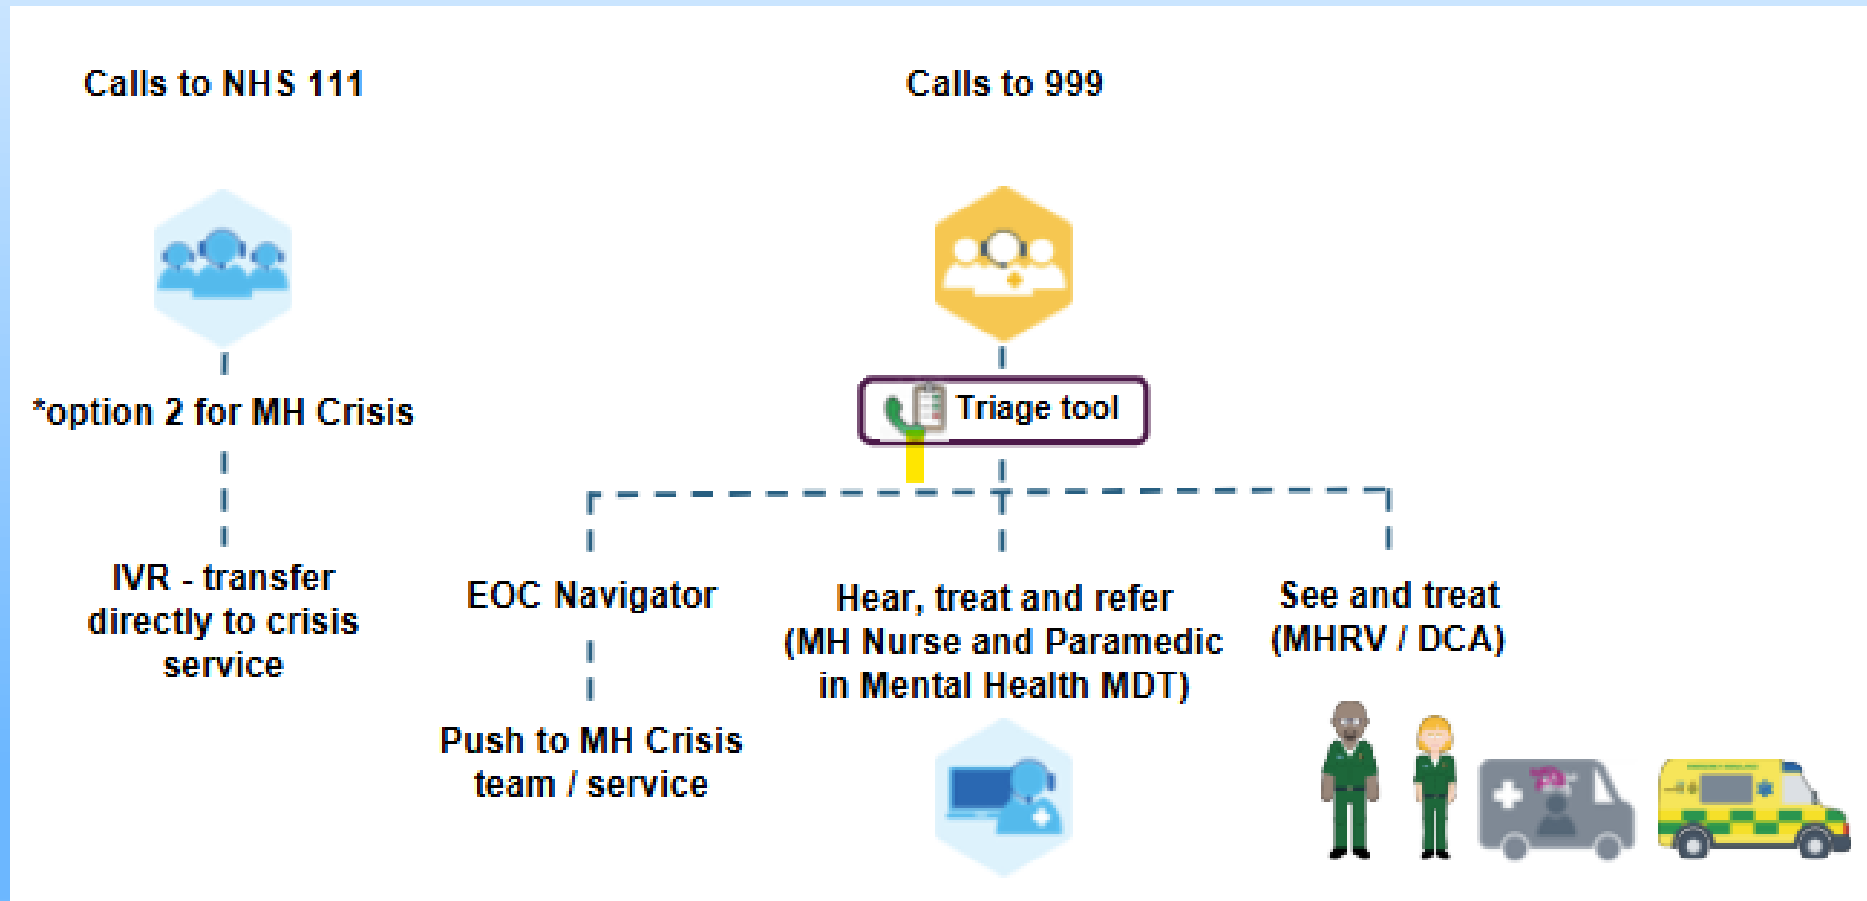 Calls to NHS 111
Calls to 999
*option 2 for MH Crisis
Triage tool
IVR - transfer
directly to crisis
service
EOC Navigator
Push to MH Crisis
team / service
Hear, treat and refer
(MH Nurse and Paramedic
in Mental Health MDT)
See and treat
(MHRV / DCA)